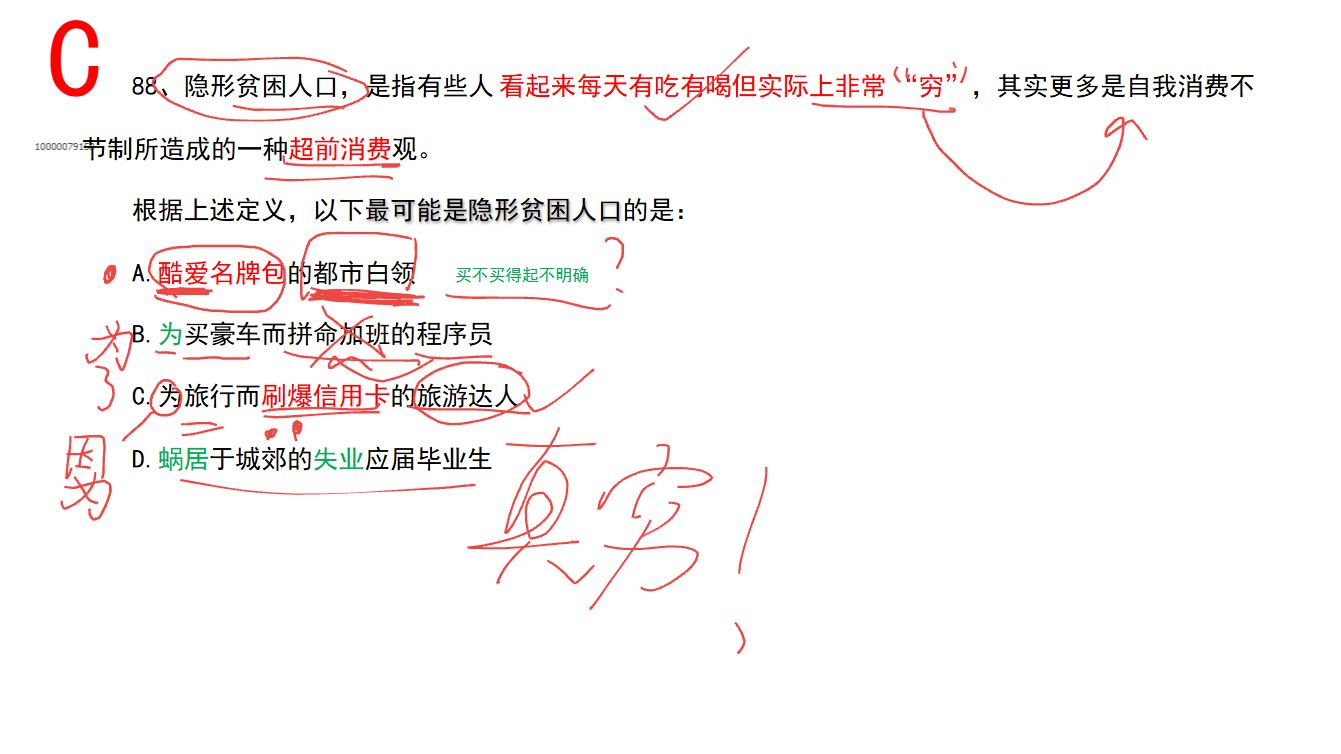 C
88、隐形贫困人口，是指有些人看起来每天有吃有喝但实际上非常“穷”，其实更多是自我消费不
节制所造成的一种超前消费观。
根据上述定义，以下最可能是隐形贫困人口的是：
A. 酷爱名牌包的都市白领 买不买得起不明确 ？
B. 为买豪车而拼命加班的程序员
为了
C. 为旅行而刷爆信用卡的旅游达人
D. 蜗居于城郊的失业应届毕业生
因为
真穷！